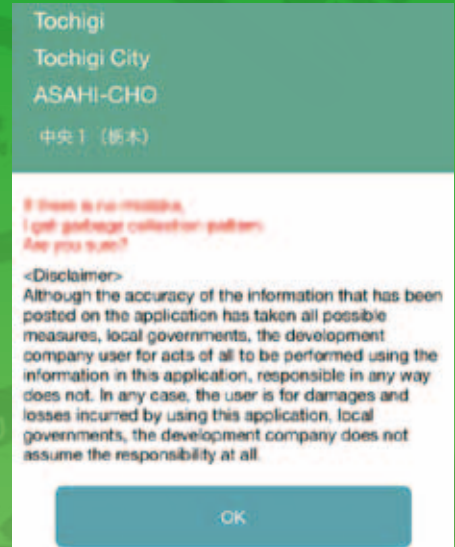 Tochigi
Tochigi City
ASAHI-CHO
中央1 (栃木)
If there is no mistake,
I get garbage collection pattern.
Are you sure?
<Disclaimer>
Although the accuracy of the information that has been
posted on the application has taken all possible
measures, local governments, the development
company user for acts of all to be performed using the
information in this application, responsible in any way
does not. In any case, the user is for damages and
losses incurred by using this application, local
governments, the development company does not
assume the responsibility at all.
OK